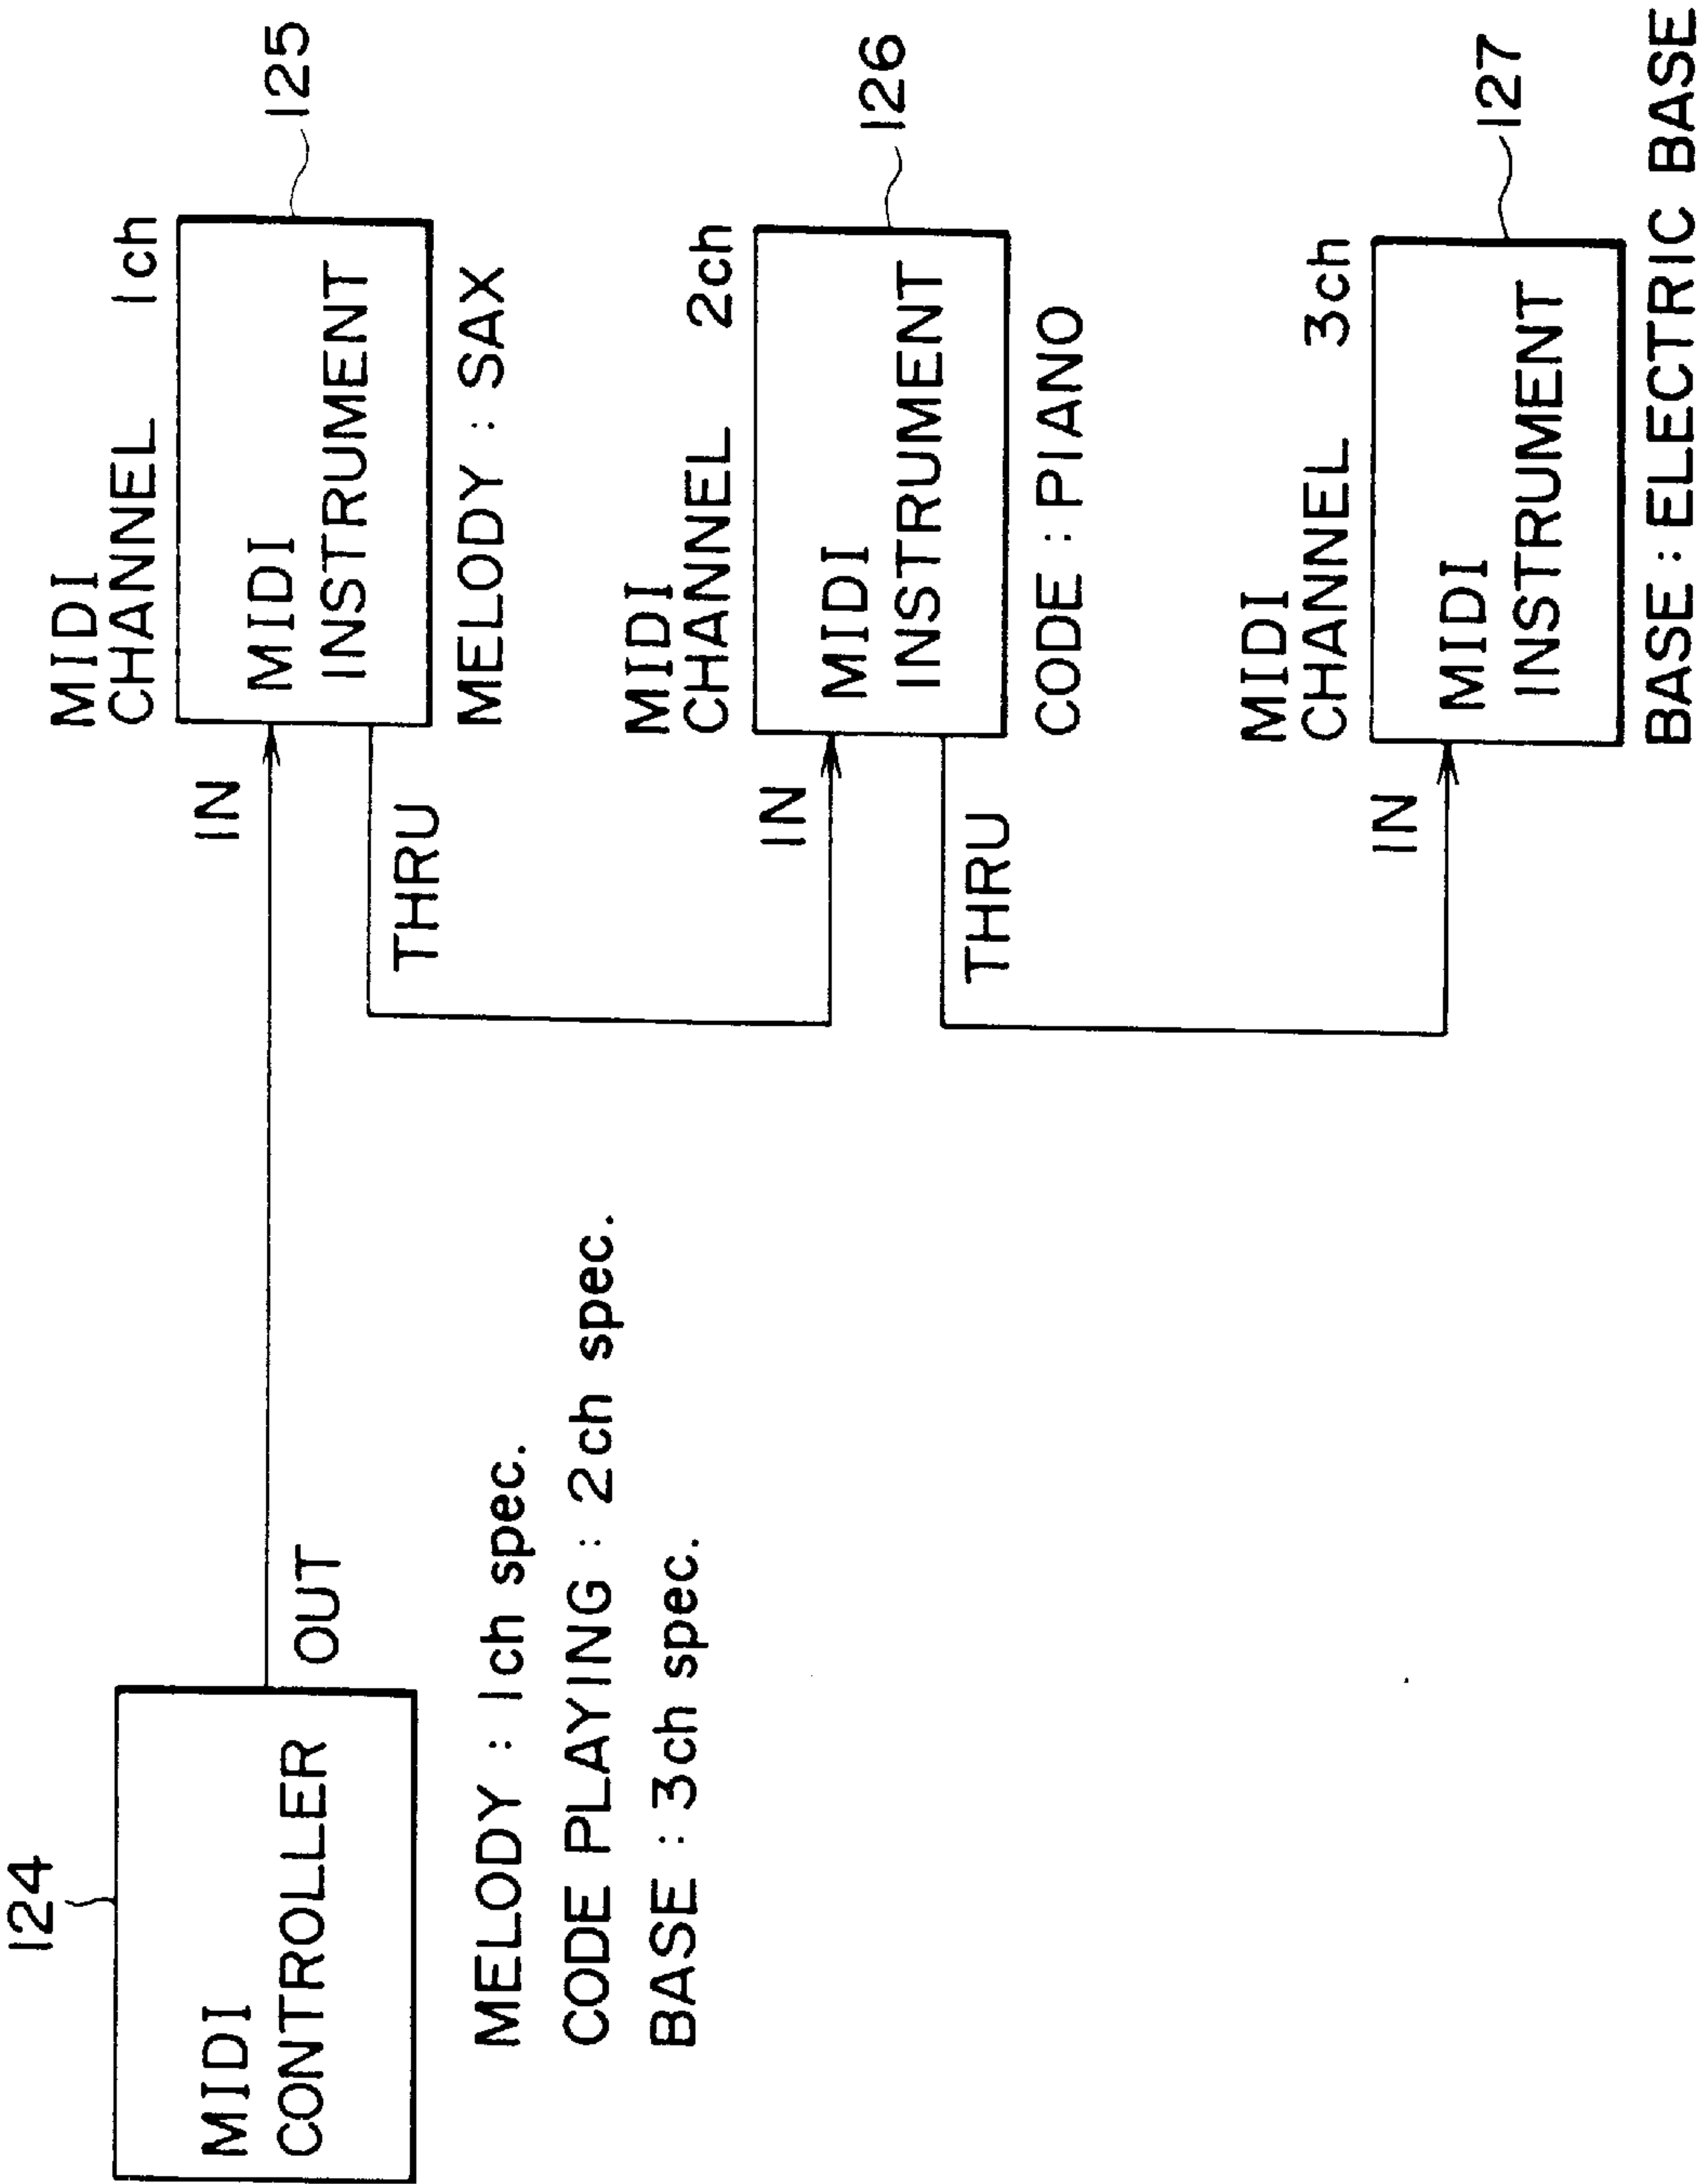 124
MIDI
CONTROLLER
OUT
MELODY : 1ch spec.
CODE PLAYING : 2ch spec.
BASE : 3ch spec.
MIDI
CHANNEL 1ch
IN
MIDI
INSTRUMENT
125
THRU
MELODY : SAX
MIDI
CHANNEL 2ch
IN
MIDI
INSTRUMENT
126
THRU
CODE : PIANO
MIDI
CHANNEL 3ch
IN
MIDI
INSTRUMENT
127
BASE : ELECTRIC BASE